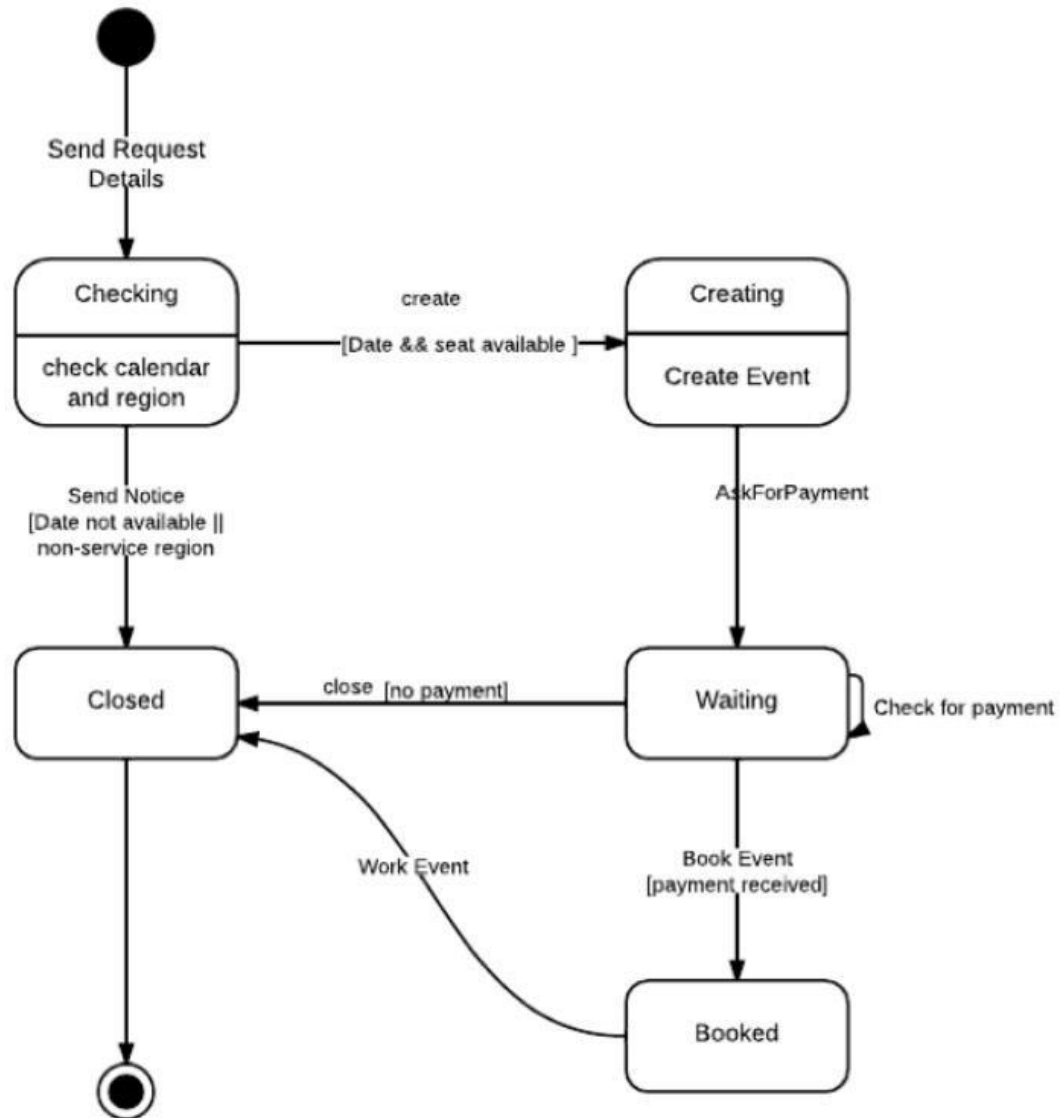 Send Request
Details
Checking
check calendar
and region
create
[Date && seat available ]
Creating
Create Event
Send Notice
[Date not available ||
non-service region
AskForPayment
Closed
close [no payment]
Waiting
Check for payment
Work Event
Book Event
[payment received]
Booked